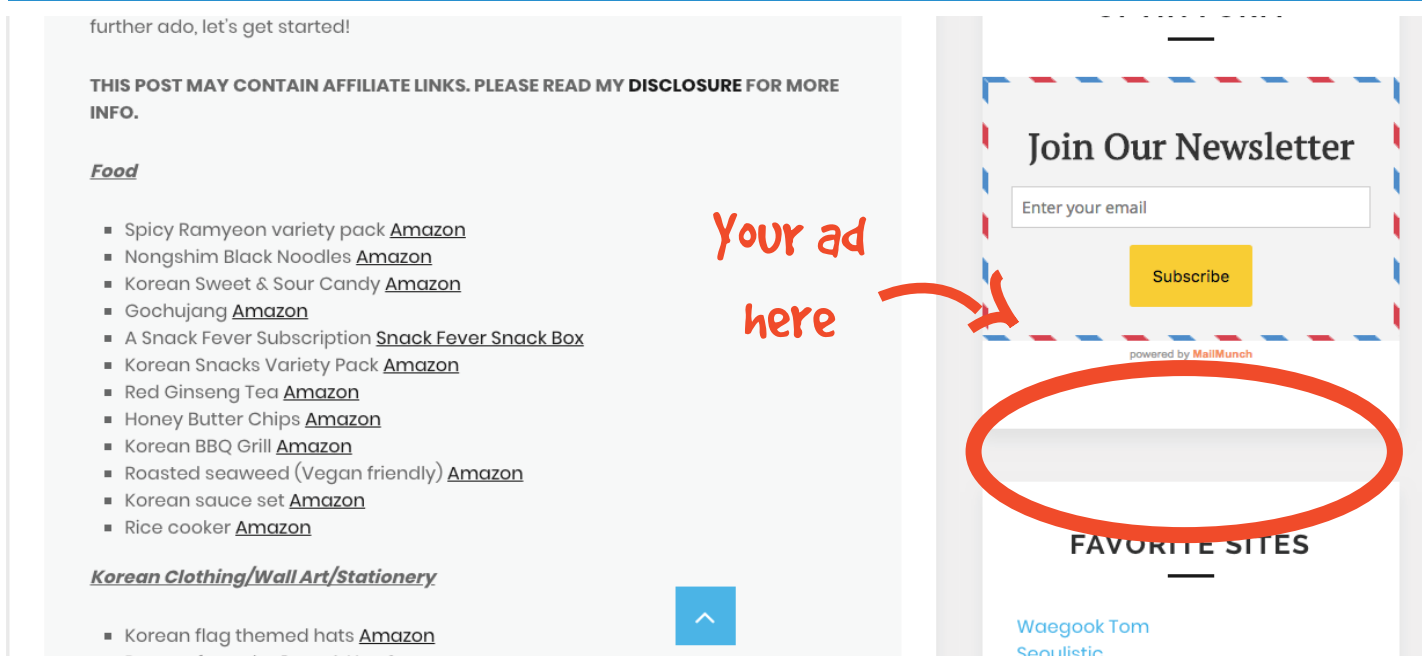 further ado, let's get started!
THIS POST MAY CONTAIN AFFILIATE LINKS. PLEASE READ MY DISCLOSURE FOR MORE
INFO.
Food
Spicy Ramyeon variety pack Amazon
Nongshim Black Noodles Amazon
Korean Sweet & Sour Candy Amazon
Gochujang Amazon
A Snack Fever Subscription Snack Fever Snack Box
Korean Snacks Variety Pack Amazon
Red Ginseng Tea Amazon
Honey Butter Chips Amazon
Korean BBQ Grill Amazon
Roasted seaweed (Vegan friendly) Amazon
Korean sauce set Amazon
Rice cooker Amazon
Korean Clothing/Wall Art/Stationery
Korean flag themed hats Amazon
Your ad
here
Join Our Newsletter
Enter your email
Subscribe
powered by MailMunch
FAVORITE SITES
Waegook Tom
Seoulistic